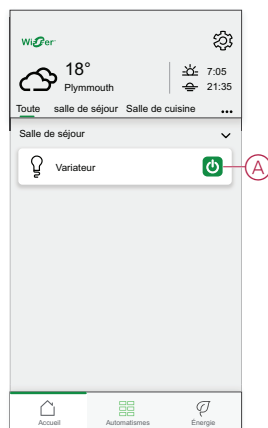 Wiser
18°
Plymmouth
7:05
21:35
Toute salle de séjour Salle de cuisine ...
Salle de séjour
Variateur
A
Accueil Automatismes Énergie